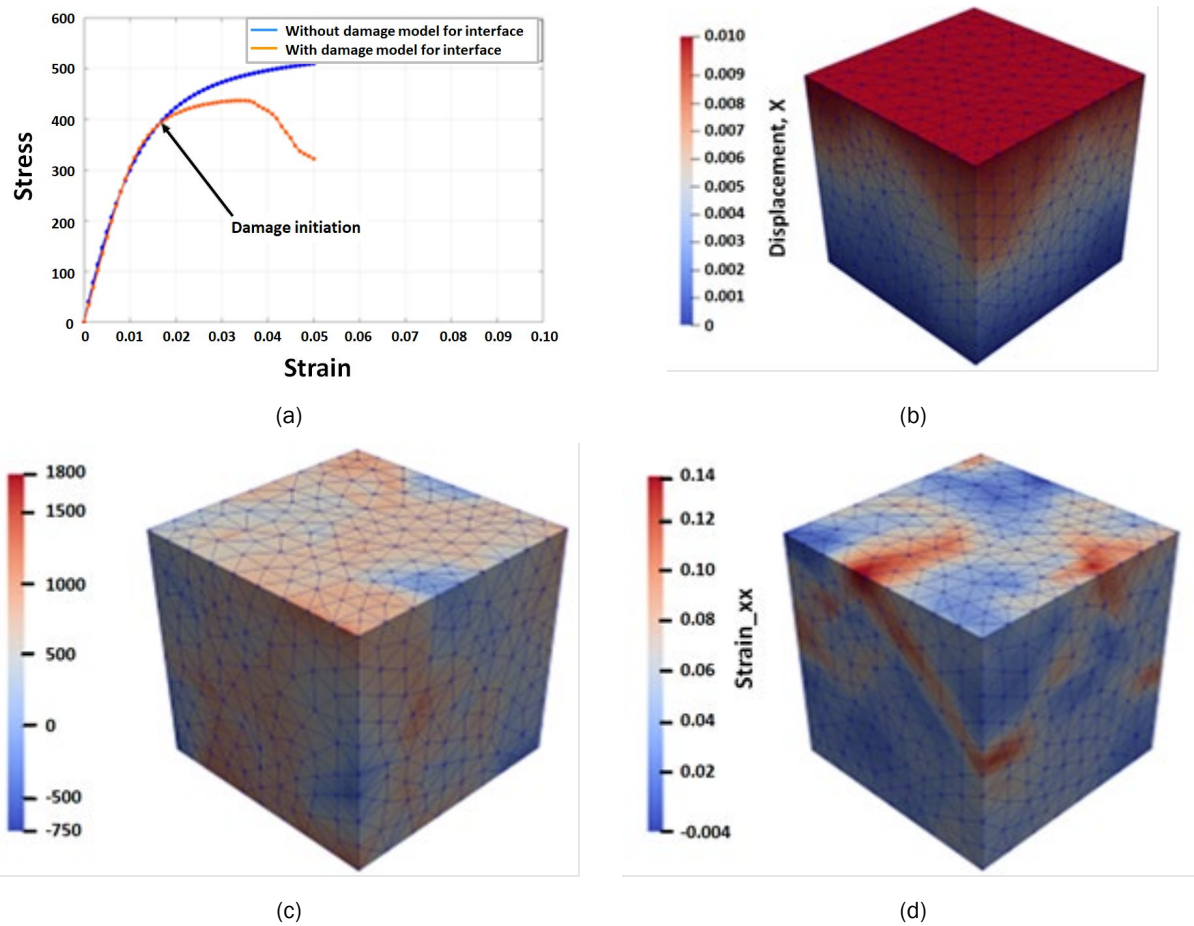 600
500
400
300
200
100
0
Stress
Without damage model for interface
With damage model for interface
Damage initiation
0 0.01 0.02 0.03 0.04 0.05 0.06 0.07 0.08 0.09 0.10
Strain
(a)
0.010
0.009
0.008
0.007
0.006
0.005
0.004
0.003
0.002
0.001
0
Displacement, X
(b)
1800
1500
1000
500
0
-500
-750
(c)
0.14
0.12
0.10
0.08
0.06
0.04
0.02
-0.004
Strain_xx
(d)